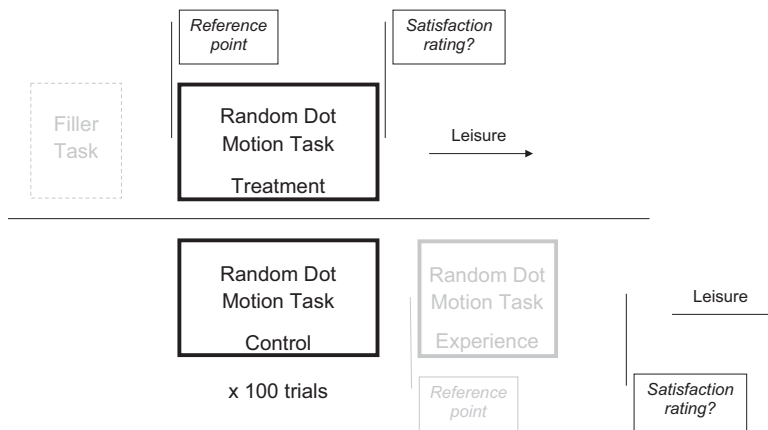 Reference
point
Satisfaction
rating?
Filler
Task
Random Dot
Motion Task
Treatment
Leisure
Random Dot
Motion Task
Control
Random Dot
Motion Task
Experience
Leisure
x 100 trials
Reference
point
Satisfaction
rating?